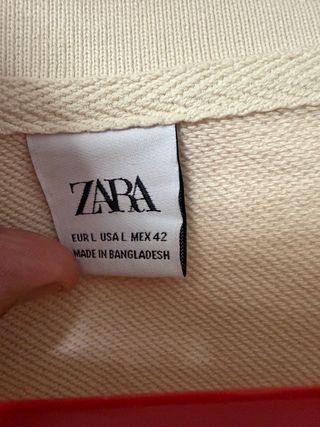 ZARA
EUR L USA L MEX 42
MADE IN BANGLADESH